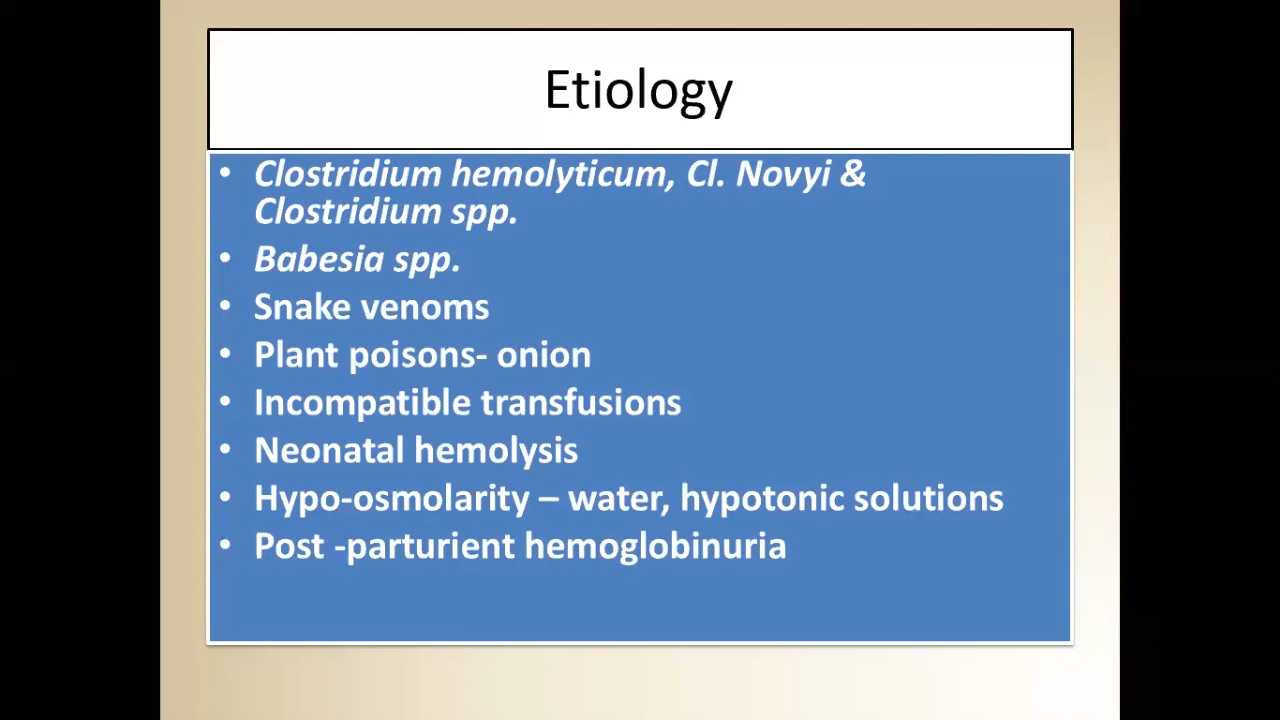 Etiology
• Clostridium hemolyticum, Cl. Novyi &
Clostridium spp.
• Babesia spp.
• Snake venoms
• Plant poisons- onion
• Incompatible transfusions
• Neonatal hemolysis
• Hypo-osmolarity – water, hypotonic solutions
• Post -parturient hemoglobinuria